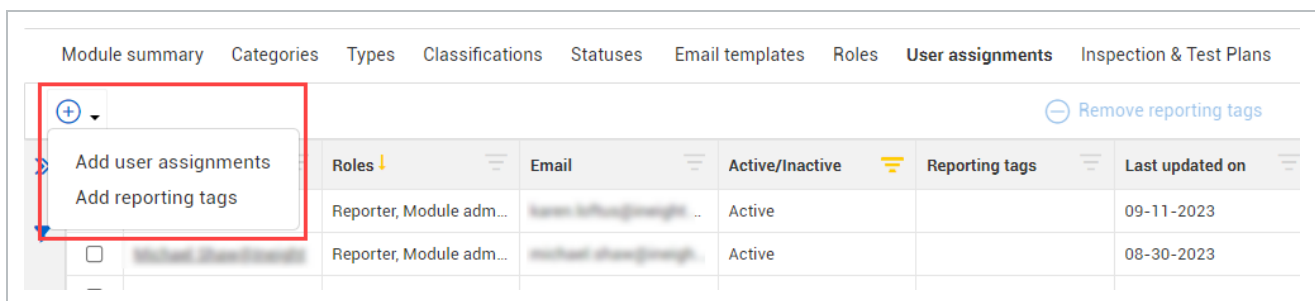 Module summary Categories Types Classifications Statuses Email templates Roles User assignments Inspection & Test Plans
Remove reporting tags
Add user assignments
Add reporting tags
Roles Email Active/Inactive Reporting tags Last updated on
Reporter, Module adm... Active 09-11-2023
Reporter, Module adm... Active 08-30-2023